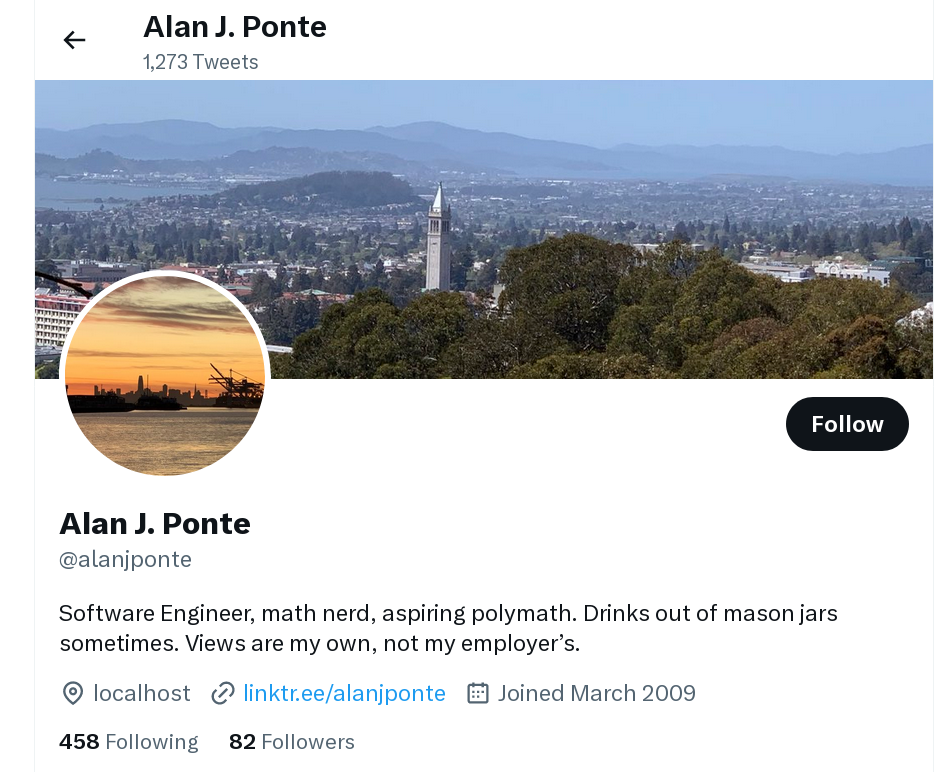 Alan J. Ponte
1,273 Tweets
Follow
Alan J. Ponte
@alanjponte
Software Engineer, math nerd, aspiring polymath. Drinks out of mason jars
sometimes. Views are my own, not my employer’s.
localhost linktr.ee/alanjponte Joined March 2009
458 Following 82 Followers